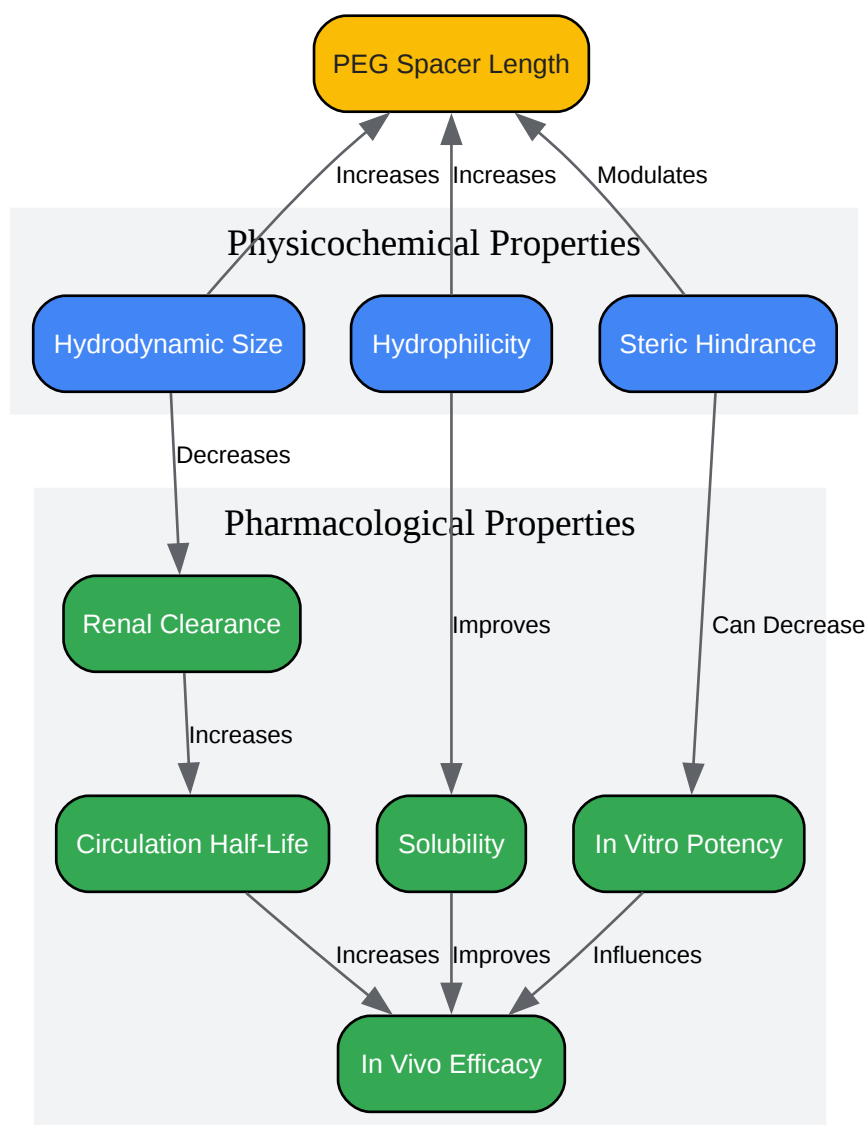 PEG Spacer Length
Increases
Increases
Modulates
Physicochemical Properties
Hydrodynamic Size
Hydrophilicity
Steric Hindrance
Decreases
Pharmacological Properties
Renal Clearance
Improves
Can Decrease
Increases
Circulation Half-Life
Solubility
In Vitro Potency
Increases
Improves
Influences
In Vivo Efficacy